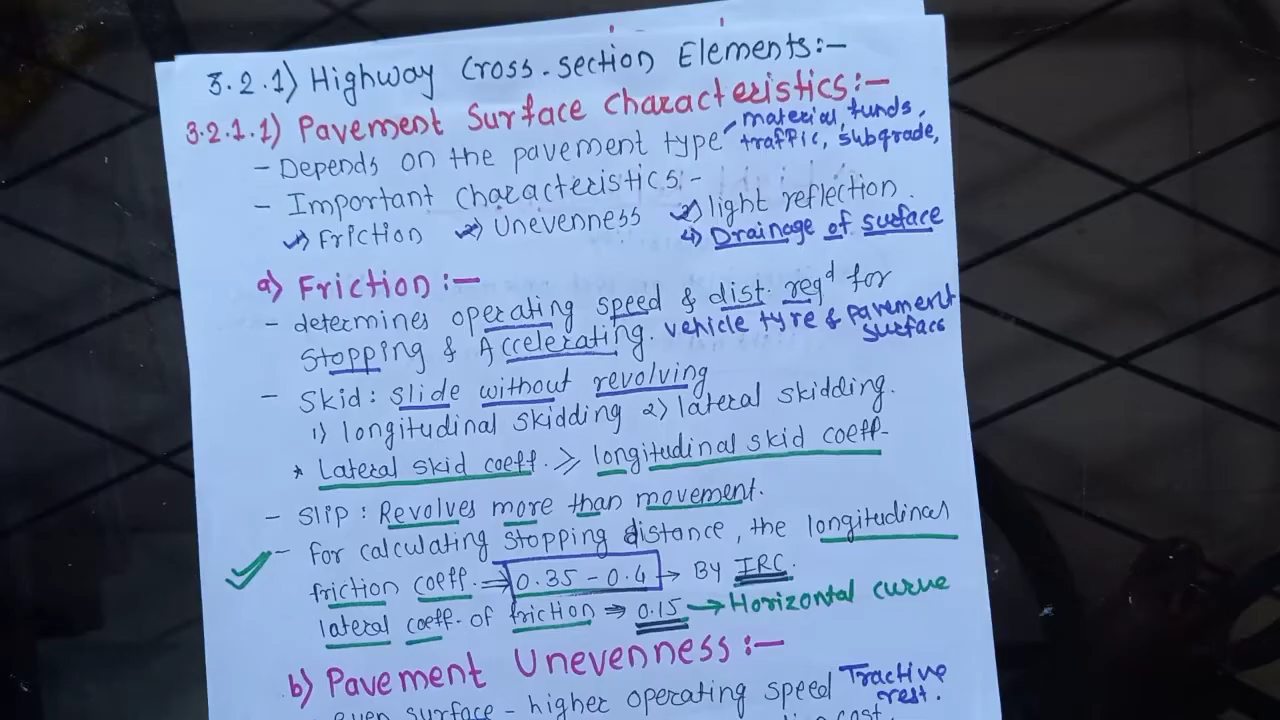 3.2.1) Highway Cross-section Elements:-
3.2.1.1) Pavement Surface Characteristics:-
- Depends on the pavement type material, funds, traffic, subgrade,
- Important characteristics:-
1) Friction 2) Unevenness 3) light reflection.
4) Drainage of surface
a) Friction:-
- determines operating speed & dist. reqd for
stopping & Accelerating. vehicle tyre & pavement surface
- Skid: slide without revolving
1) longitudinal skidding 2) lateral skidding.
* Lateral skid coeff. ≥ longitudinal skid coeff-
- Slip: Revolves more than movement.
- For calculating stopping distance, the longitudinal
friction coeff. ⇒ 0.35 - 0.4 → By IRC.
lateral coeff. of friction ⇒ 0.15 → Horizontal curve
b) Pavement Unevenness:-
even surface - higher operating speed Tractive rest.
cost.